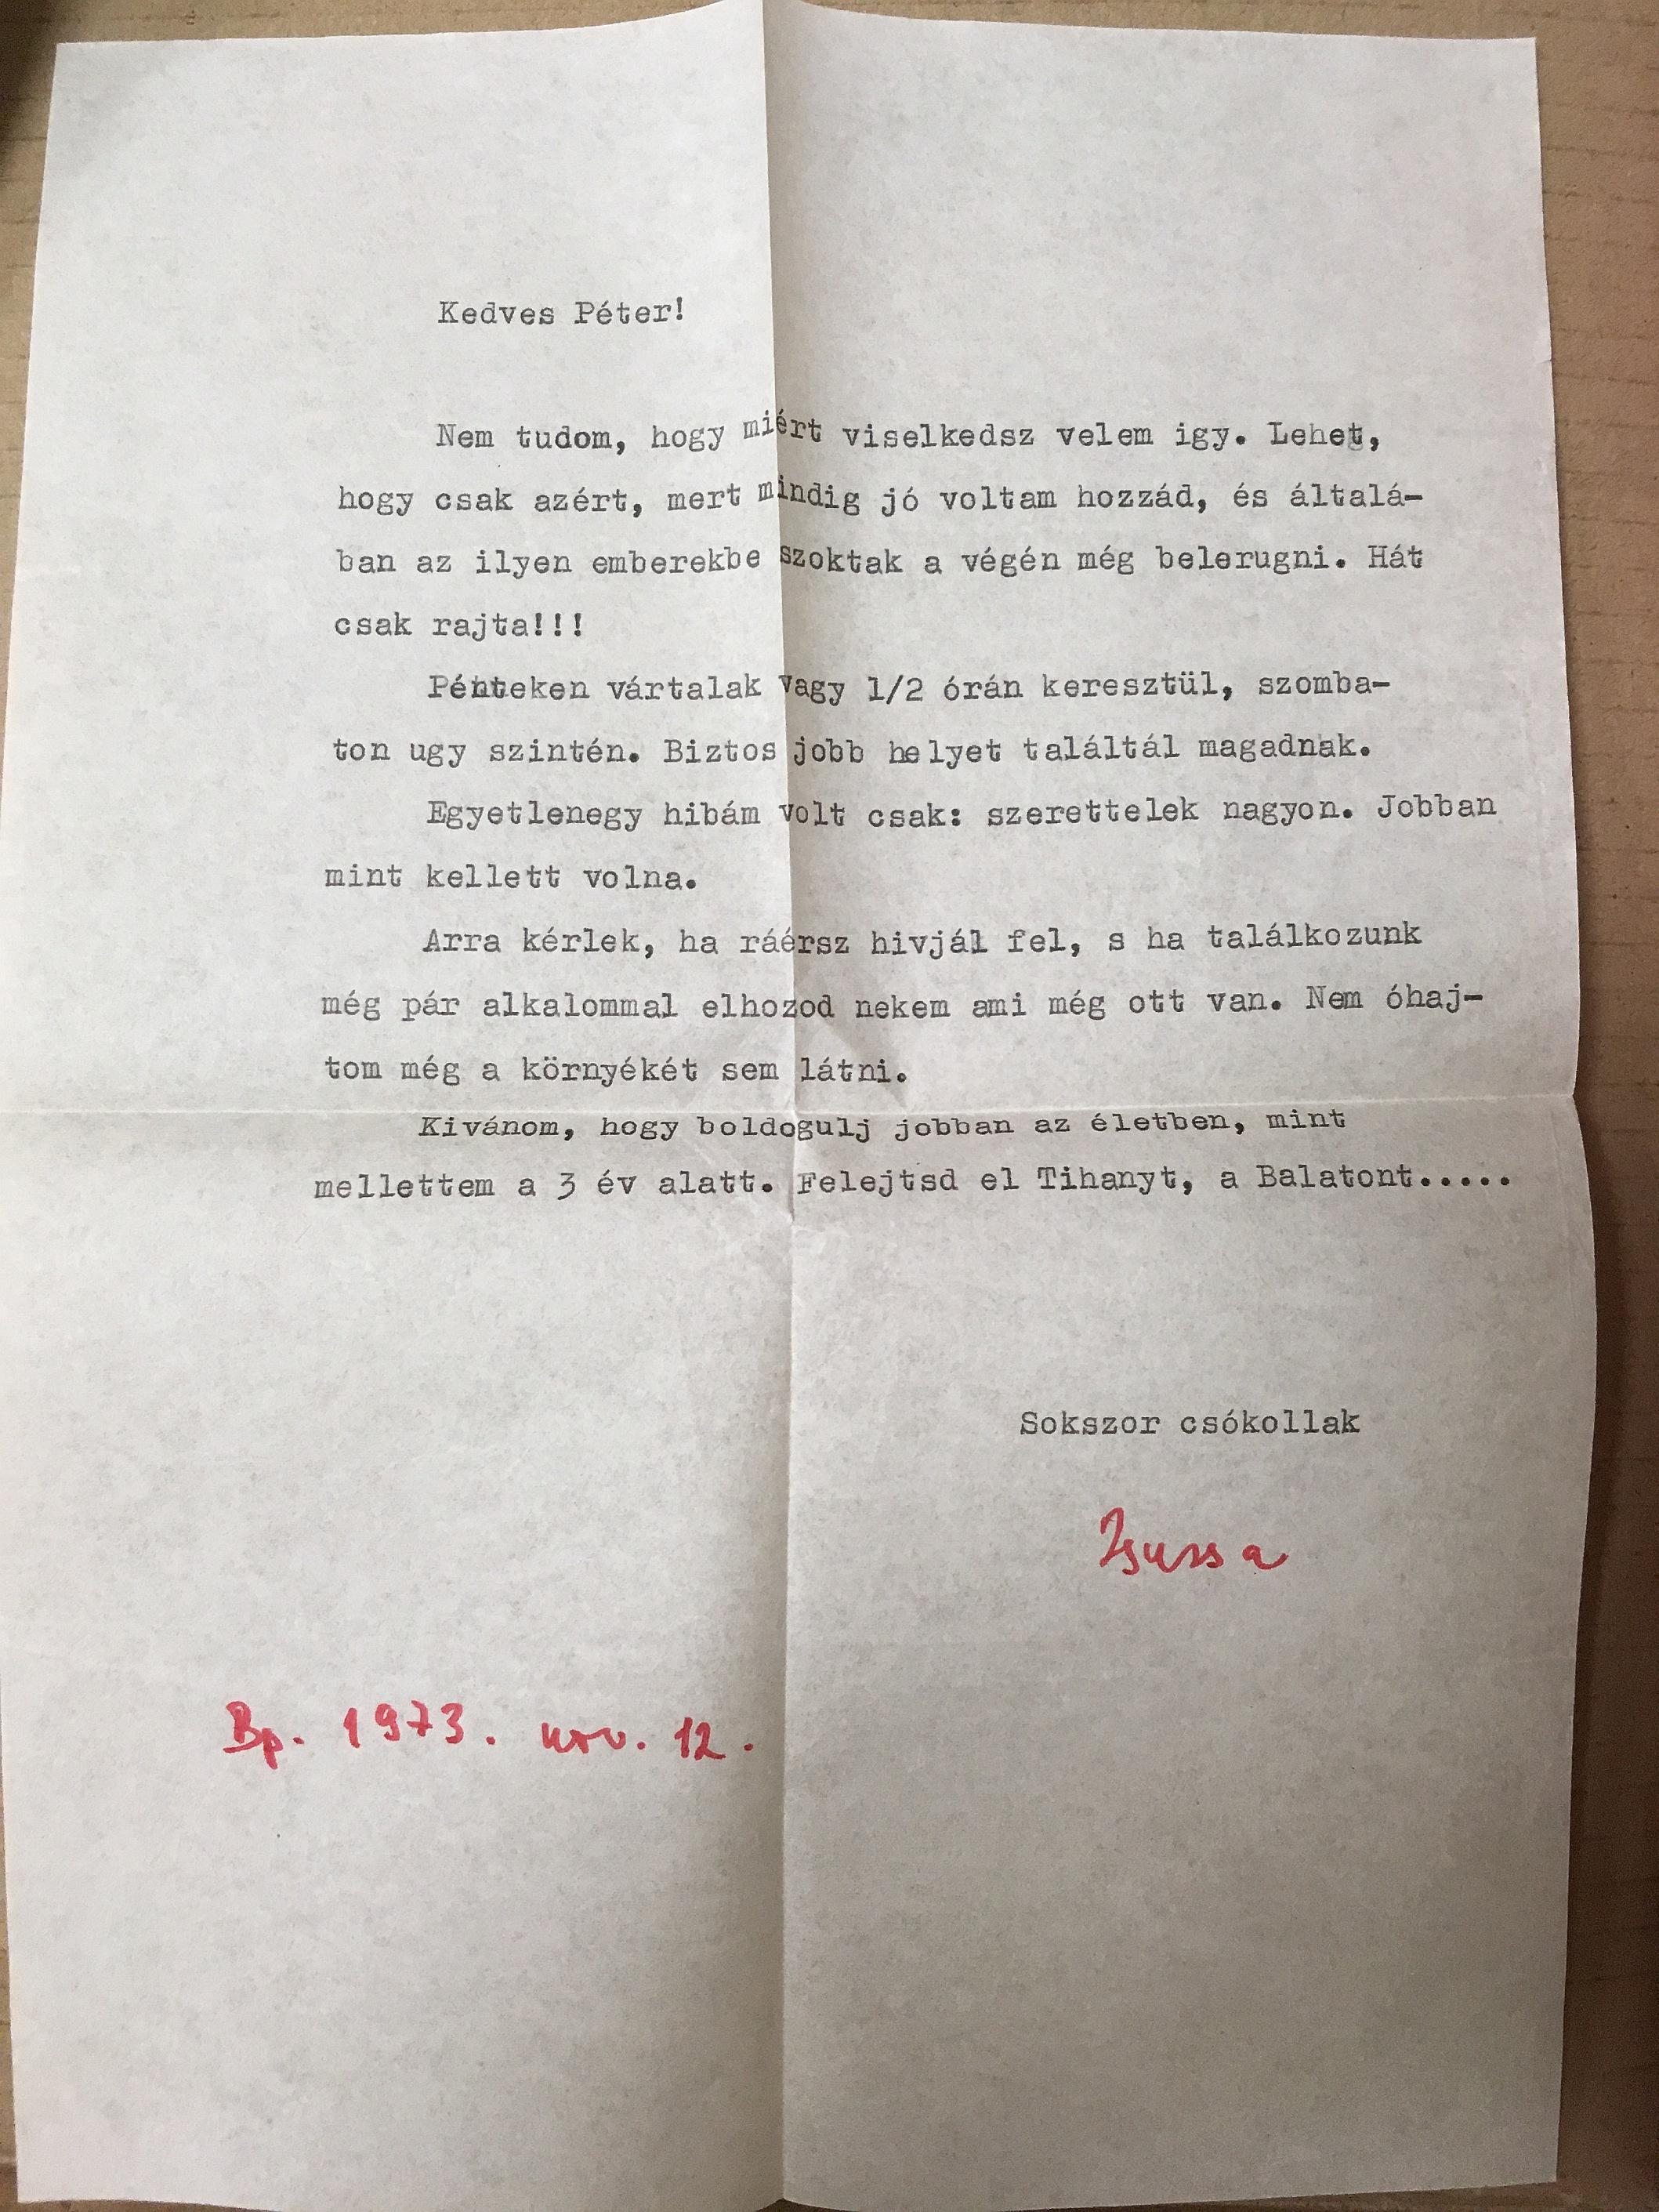 Kedves Péter!
Nem tudom, hogy miért viselkedsz velem igy. Lehet,
hogy csak azért, mert mindig jó voltam hozzád, és általá-
ban az ilyen emberekbe szoktak a végén még belerugni. Hát
csak rajta!!!
Pénteken vártalak vagy 1/2 órán keresztül, szomba-
ton ugy szintén. Biztos jobb helyet találtál magadnak.
Egyetlenegy hibám volt csak: szerettelek nagyon. Jobban
mint kellett volna.
Arra kérlek, ha ráérsz hivjál fel, s ha találkozunk
még pár alkalommal elhozod nekem ami még ott van. Nem óhaj-
tom még a környékét sem látni.
Kivánom, hogy boldogulj jobban az életben, mint
mellettem a 3 év alatt. Felejtsd el Tihanyt, a Balatont.....
Sokszor csókollak
Zsuzsa
Bp. 1973. nov. 12.